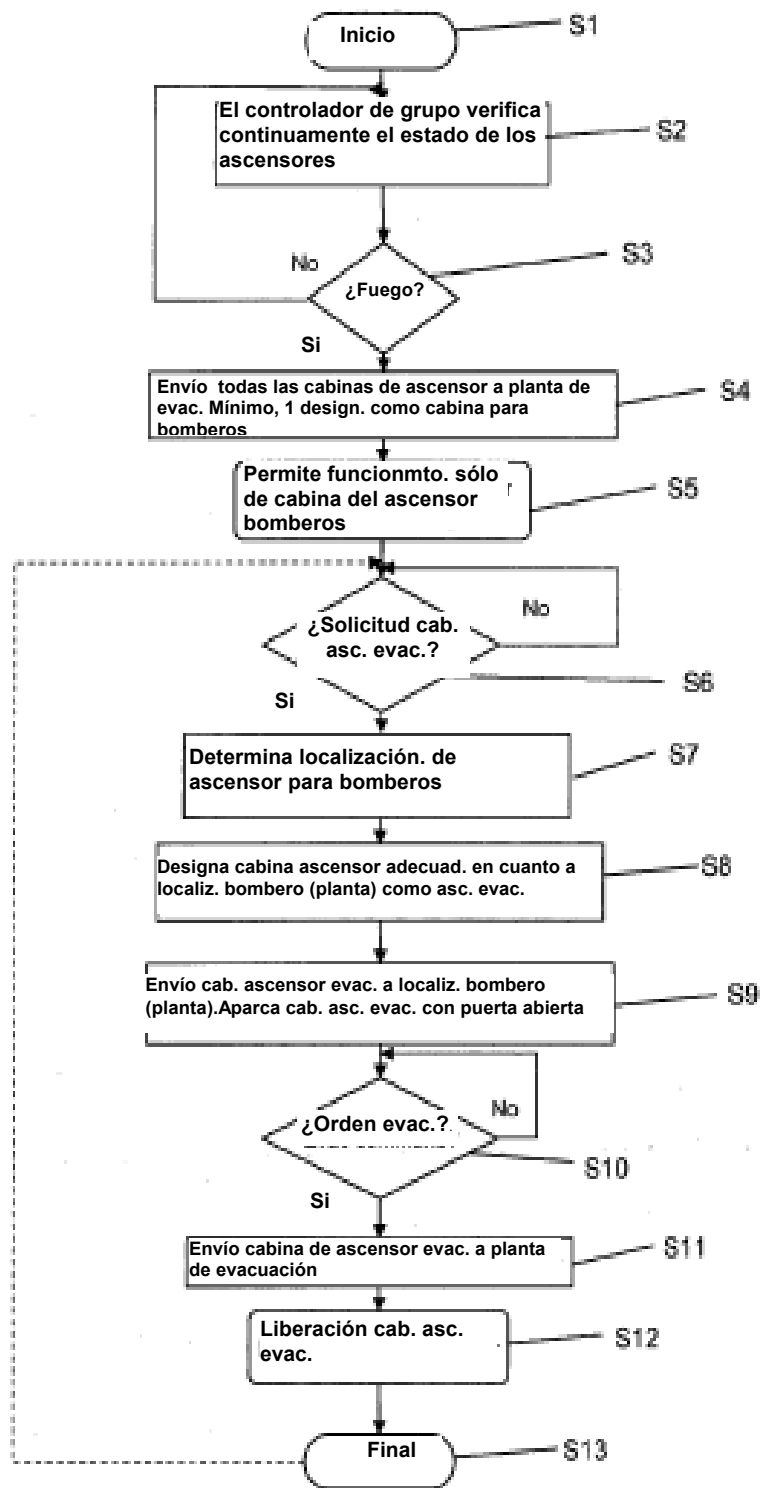 Inicio
S1
El controlador de grupo verifica
continuamente el estado de los
ascensores
S2
No
¿Fuego?
S3
Si
Envío todas las cabinas de ascensor a planta de
evac. Mínimo, 1 design. como cabina para
bomberos
S4
Permite funcionmto. sólo
de cabina del ascensor
bomberos
S5
No
¿Solicitud cab.
asc. evac.?
S6
Si
Determina localización. de
ascensor para bomberos
S7
Designa cabina ascensor adecuad. en cuanto a
localiz. bombero (planta) como asc. evac.
S8
Envío cab. ascensor evac. a localiz. bombero
(planta).Aparca cab. asc. evac. con puerta abierta
S9
No
¿Orden evac.?
S10
Si
Envío cabina de ascensor evac. a planta
de evacuación
S11
Liberación cab. asc.
evac.
S12
Final
S13